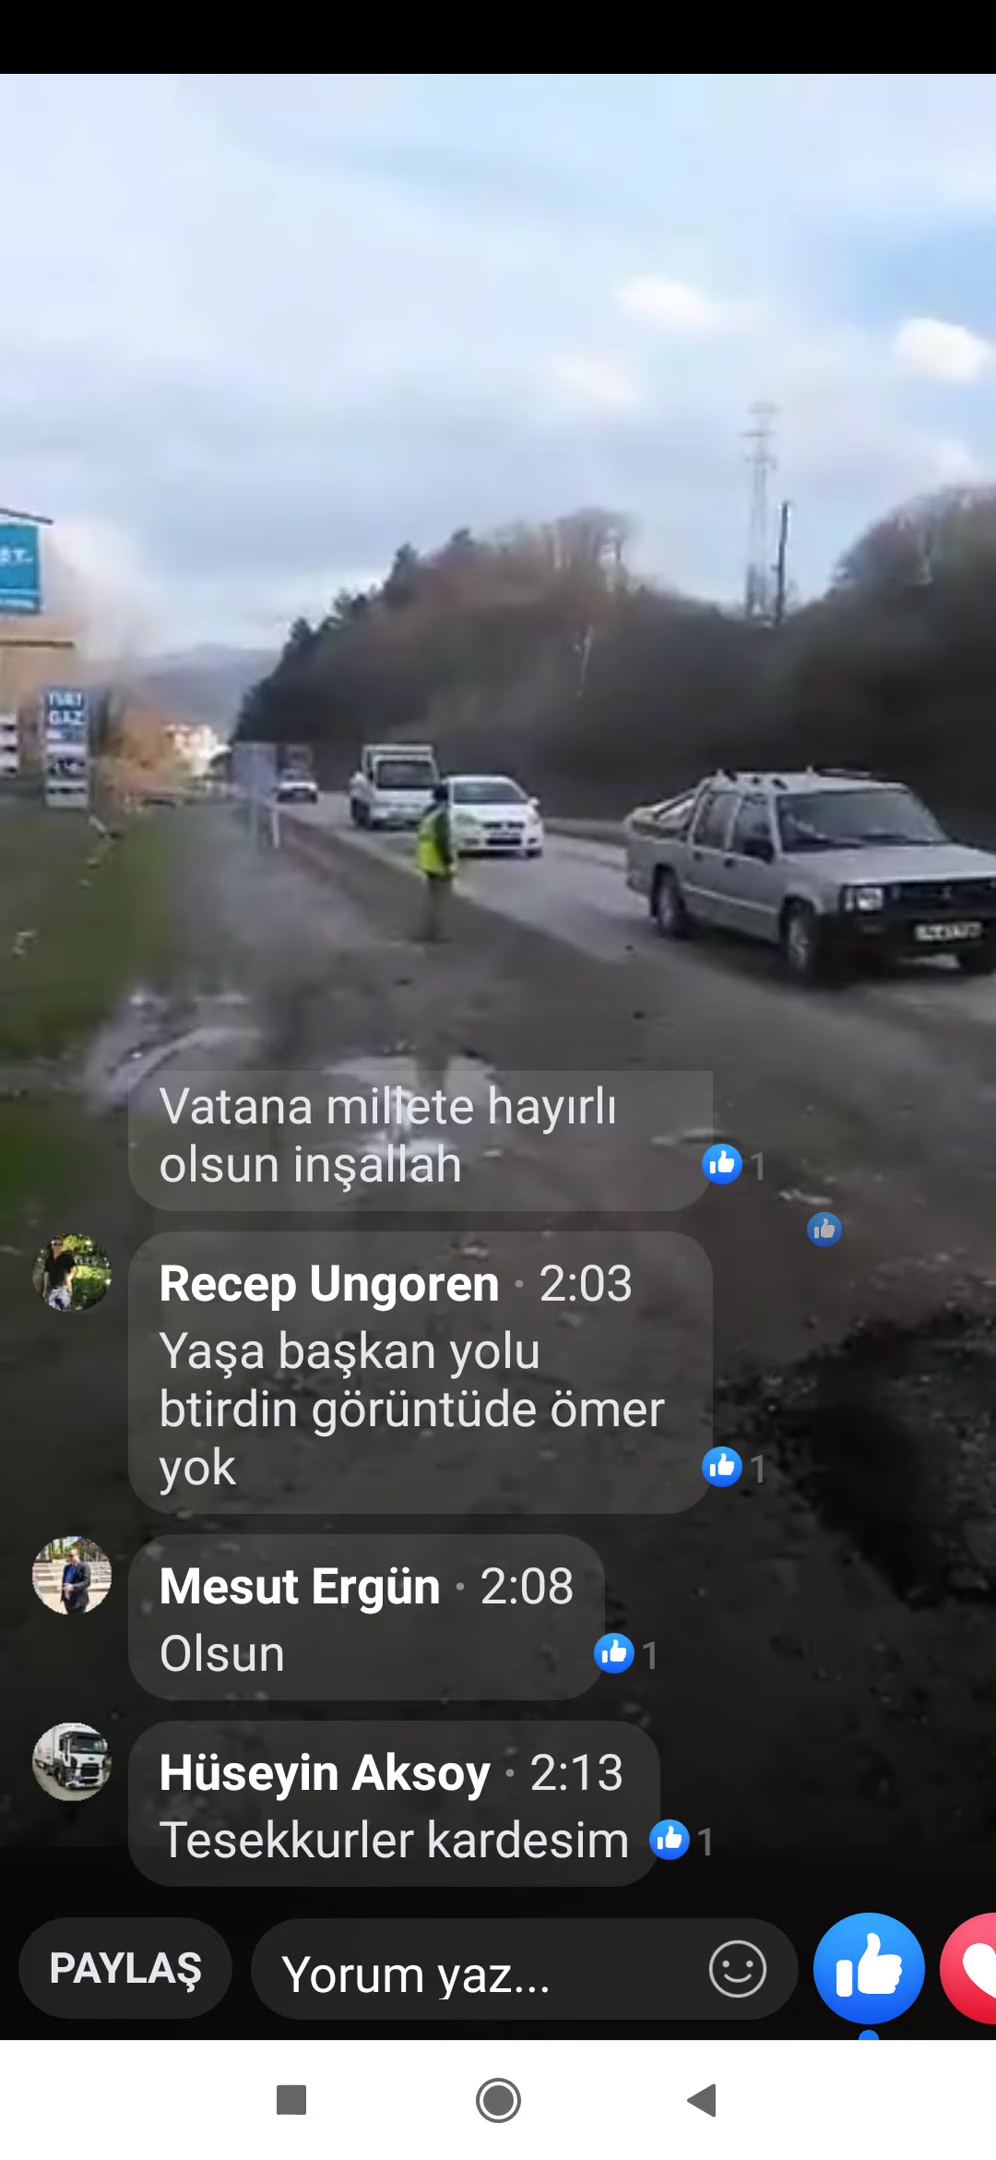 GAZ
Vatana millete hayırlı
olsun inşallah
1
Recep Ungoren · 2:03
Yaşa başkan yolu
btirdin görüntüde ömer
yok
1
Mesut Ergün · 2:08
Olsun
1
Hüseyin Aksoy · 2:13
Tesekkurler kardesim
1
PAYLAŞ
Yorum yaz...